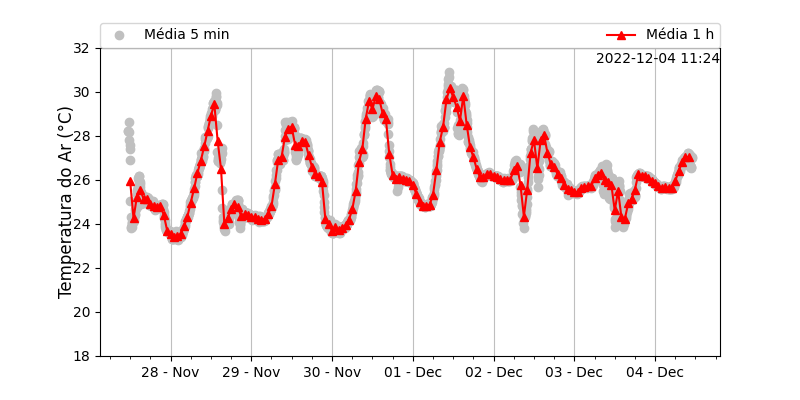 Média 5 min
Média 1 h
2022-12-04 11:24
Temperatura do Ar (°C)
32
30
28
26
24
22
20
18
28 - Nov
29 - Nov
30 - Nov
01 - Dec
02 - Dec
03 - Dec
04 - Dec